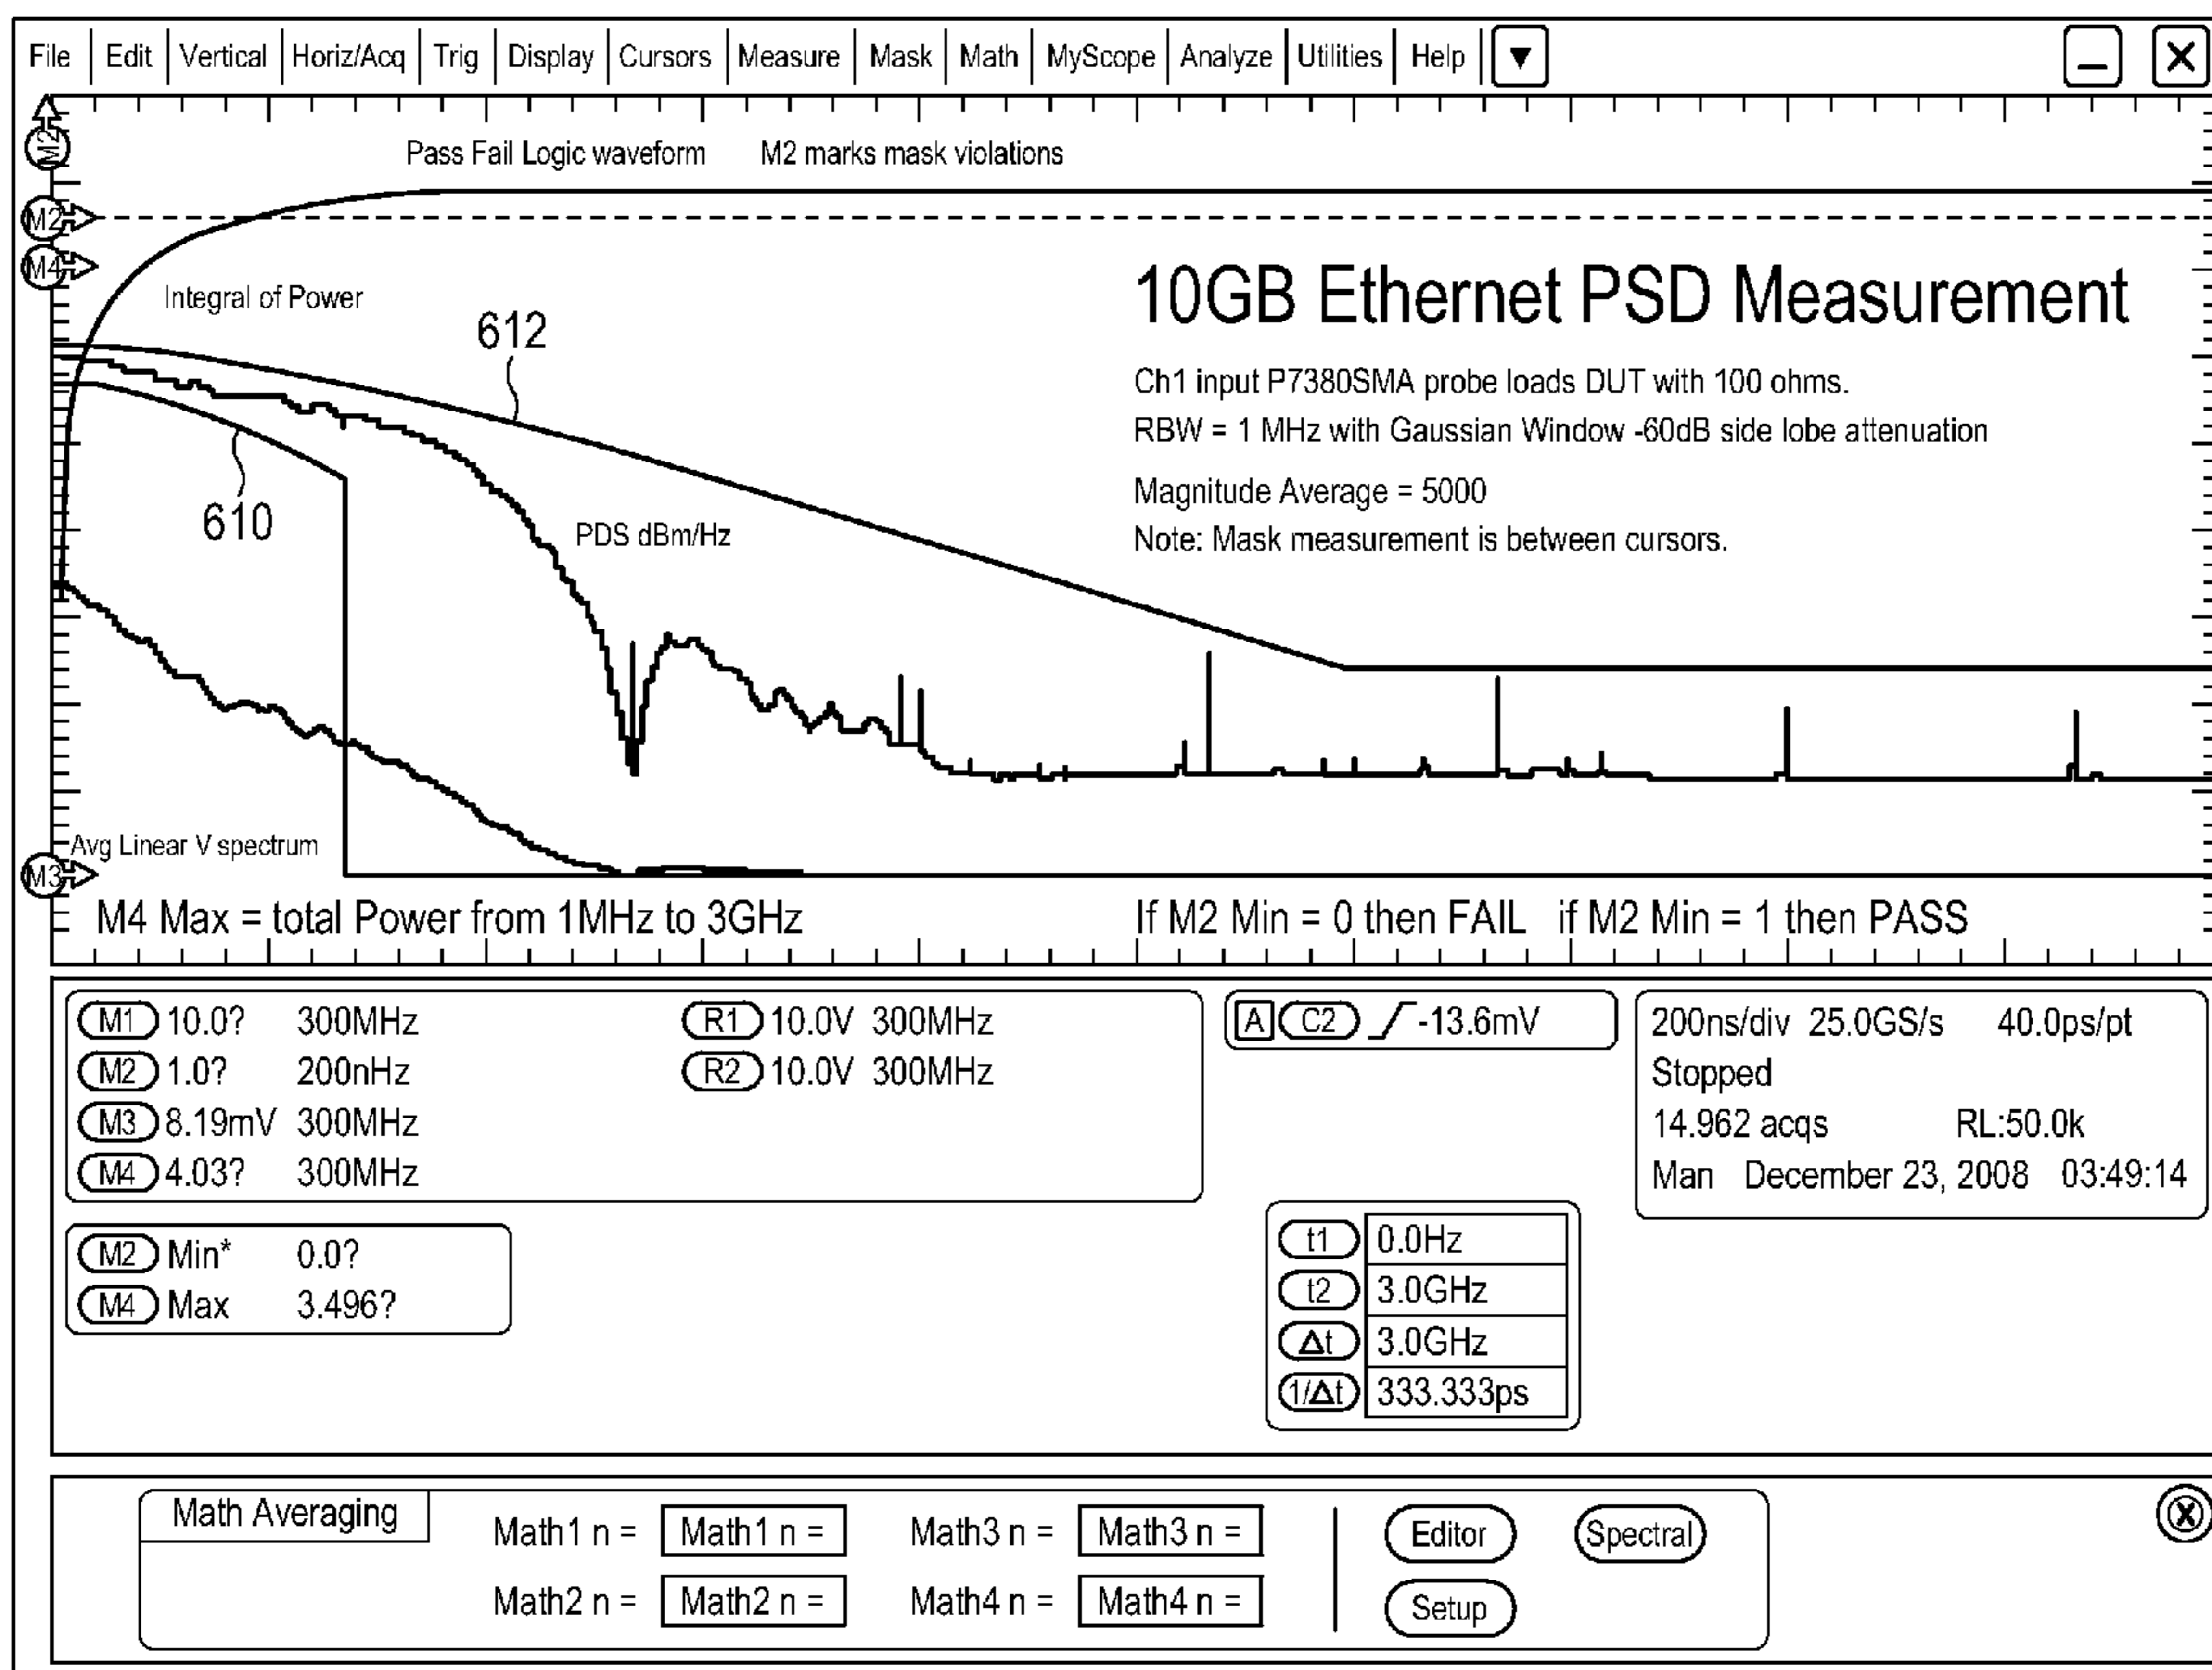 File Edit Vertical Horiz/Acq Trig Display Cursors Measure Mask Math MyScope Analyze Utilities Help
M2
Pass Fail Logic waveform M2 marks mask violations
M2
M4
Integral of Power
10GB Ethernet PSD Measurement
612
Ch1 input P7380SMA probe loads DUT with 100 ohms.
RBW = 1 MHz with Gaussian Window -60dB side lobe attenuation
Magnitude Average = 5000
610
PDS dBm/Hz
Note: Mask measurement is between cursors.
Avg Linear V spectrum
M3
M4 Max = total Power from 1MHz to 3GHz If M2 Min = 0 then FAIL if M2 Min = 1 then PASS
M1 10.0? 300MHz R1 10.0V 300MHz
M2 1.0? 200nHz R2 10.0V 300MHz
M3 8.19mV 300MHz
M4 4.03? 300MHz
A C2 -13.6mV
200ns/div 25.0GS/s 40.0ps/pt
Stopped
14.962 acqs RL:50.0k
Man December 23, 2008 03:49:14
M2 Min* 0.0?
M4 Max 3.496?
t1 0.0Hz
t2 3.0GHz
Δt 3.0GHz
1/Δt 333.333ps
Math Averaging
Math1 n = Math1 n = Math3 n = Math3 n = Editor Spectral
Math2 n = Math2 n = Math4 n = Math4 n = Setup